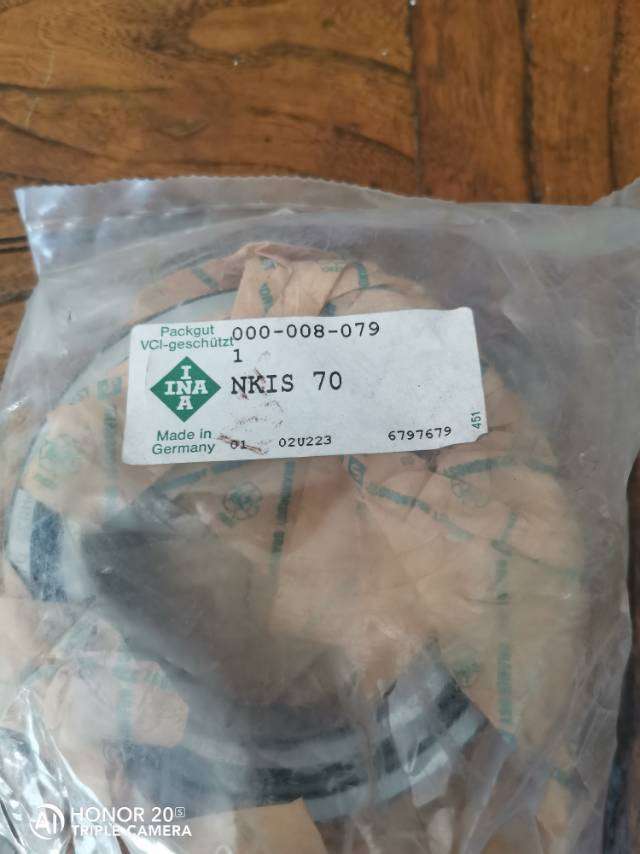 Packgut
VCI-geschützt
000-008-079
1
I
INA
A
NKIS 70
Made in
Germany
01 02U223 6797679
451
HONOR 20S
TRIPLE CAMERA